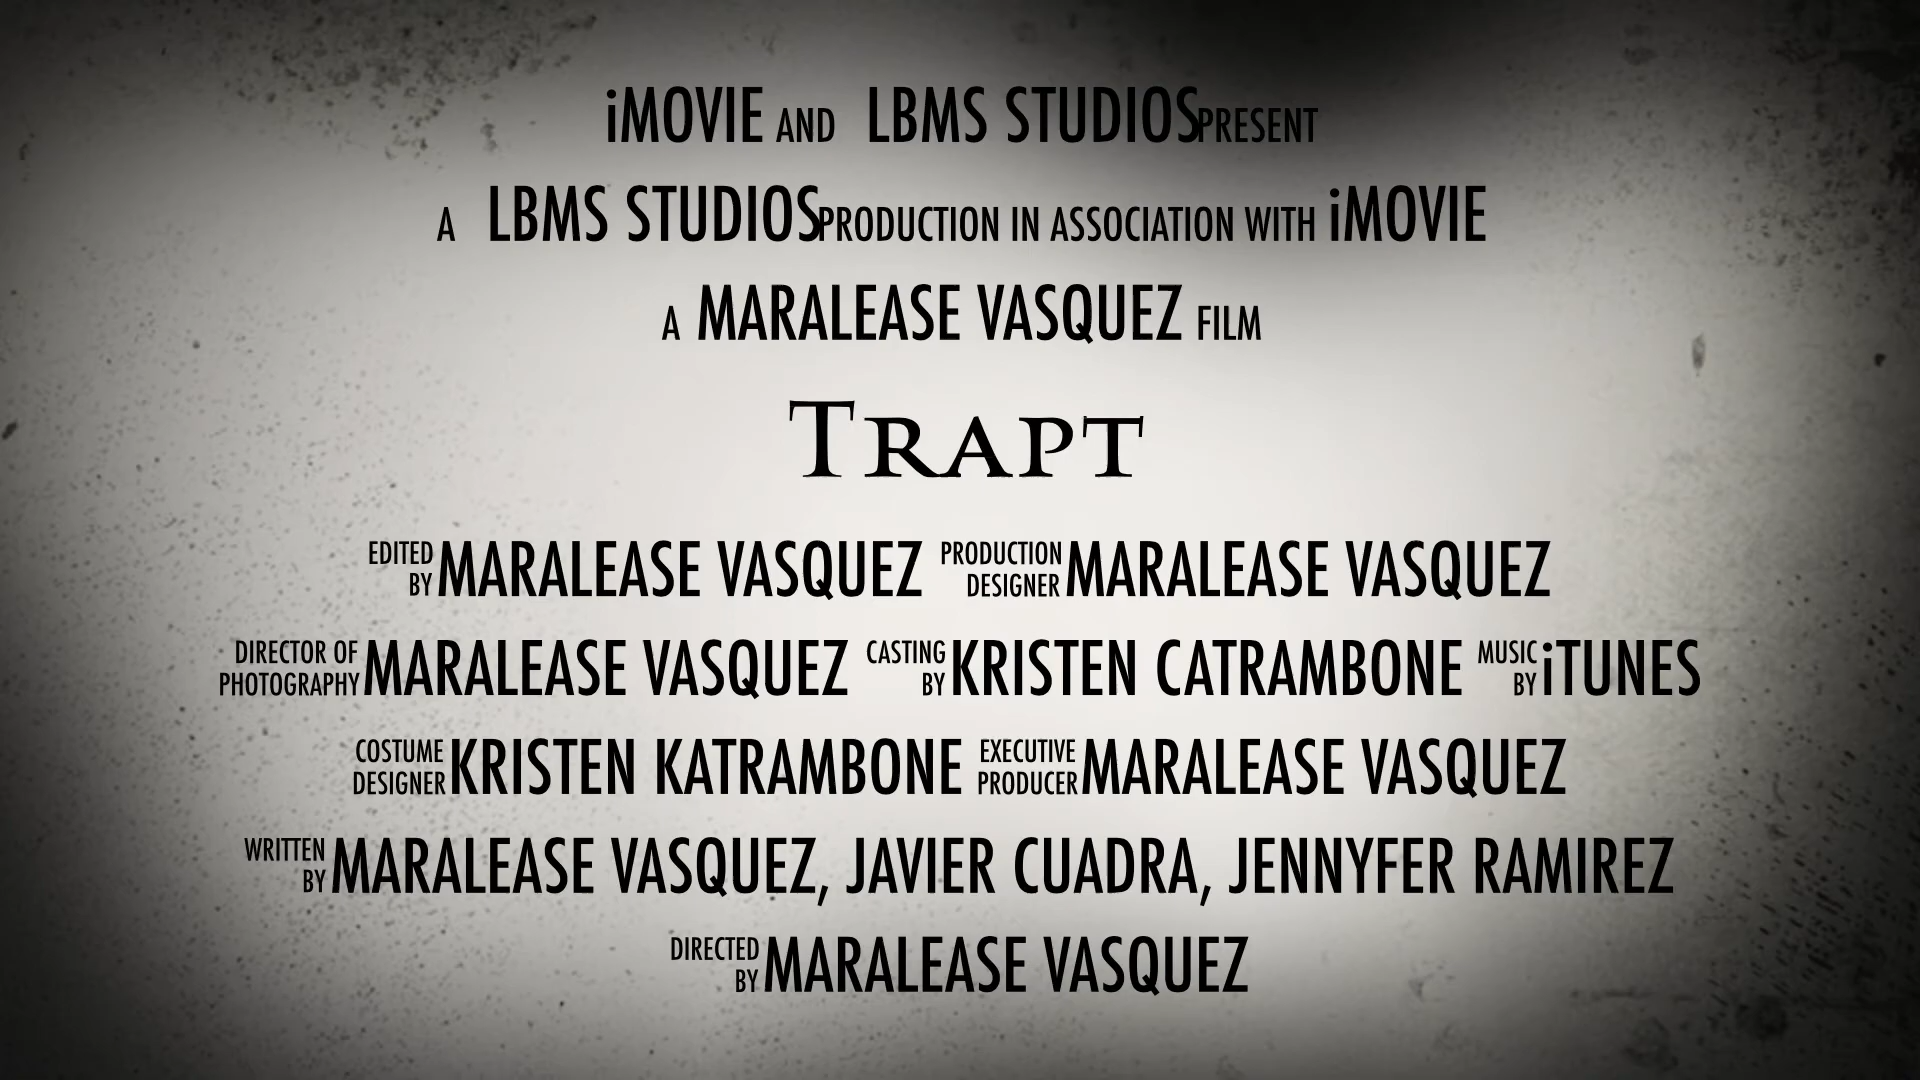 iMOVIE AND LBMS STUDIOS PRESENT
A LBMS STUDIOS PRODUCTION IN ASSOCIATION WITH iMOVIE
A MARALEASE VASQUEZ FILM
TRAPT
EDITED BY MARALEASE VASQUEZ PRODUCTION DESIGNER MARALEASE VASQUEZ
DIRECTOR OF PHOTOGRAPHY MARALEASE VASQUEZ CASTING BY KRISTEN CATRAMBONE MUSIC BY iTUNES
COSTUME DESIGNER KRISTEN KATRAMBONE EXECUTIVE PRODUCER MARALEASE VASQUEZ
WRITTEN BY MARALEASE VASQUEZ, JAVIER CUADRA, JENNYFER RAMIREZ
DIRECTED BY MARALEASE VASQUEZ